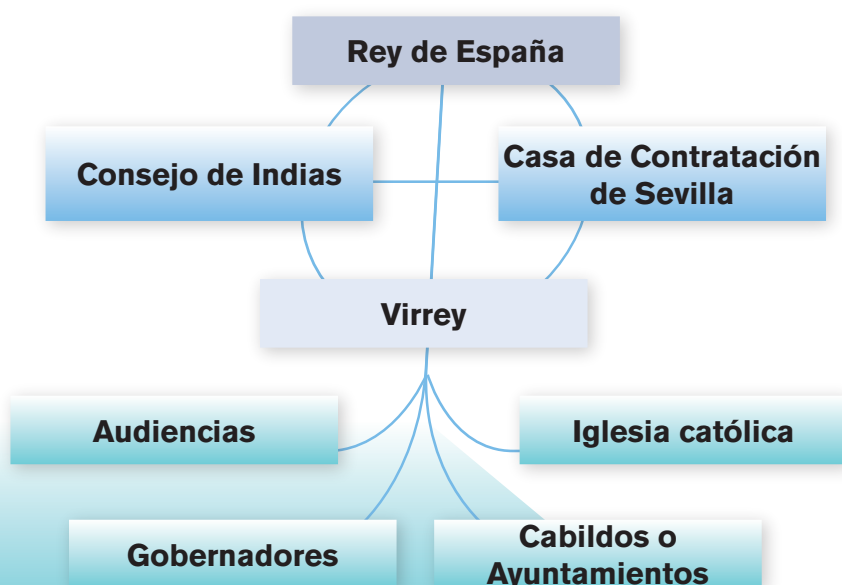 Rey de España
Consejo de Indias
Casa de Contratación
de Sevilla
Virrey
Audiencias
Iglesia católica
Gobernadores
Cabildos o
Ayuntamientos